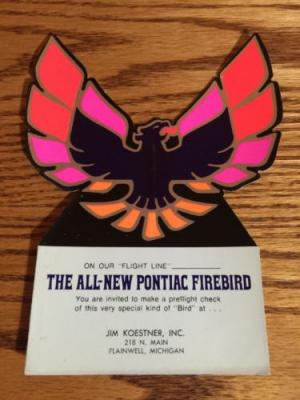 ON OUR "FLIGHT LINE"
THE ALL-NEW PONTIAC FIREBIRD
You are invited to make a preflight check
of this very special kind of "Bird" at . . .
JIM KOESTNER, INC.
218 N. MAIN
PLAINWELL, MICHIGAN